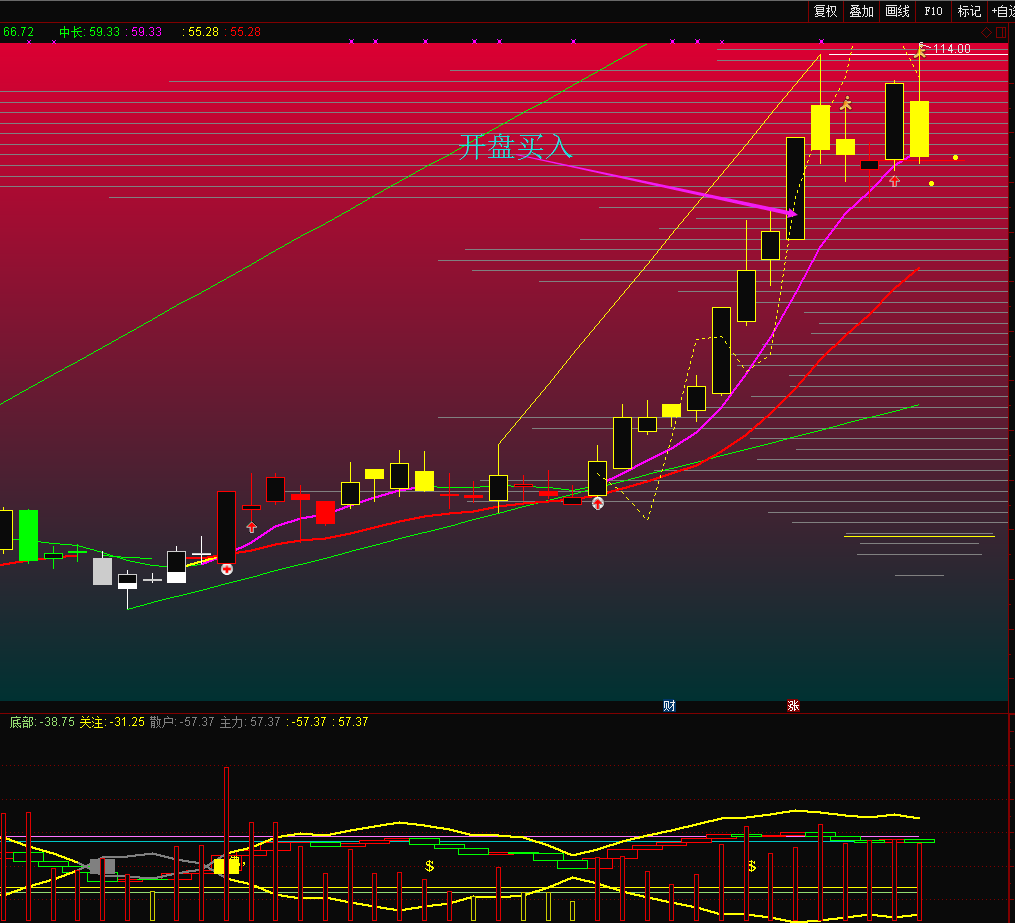 复权 叠加 画线 F10 标记 +自选
66.72 中长: 59.33 : 59.33 : 55.28 : 55.28
114.00
开盘买入
财 涨
底部: -38.75 关注: -31.25 散户: -57.37 主力: 57.37 : -57.37 : 57.37
$ $